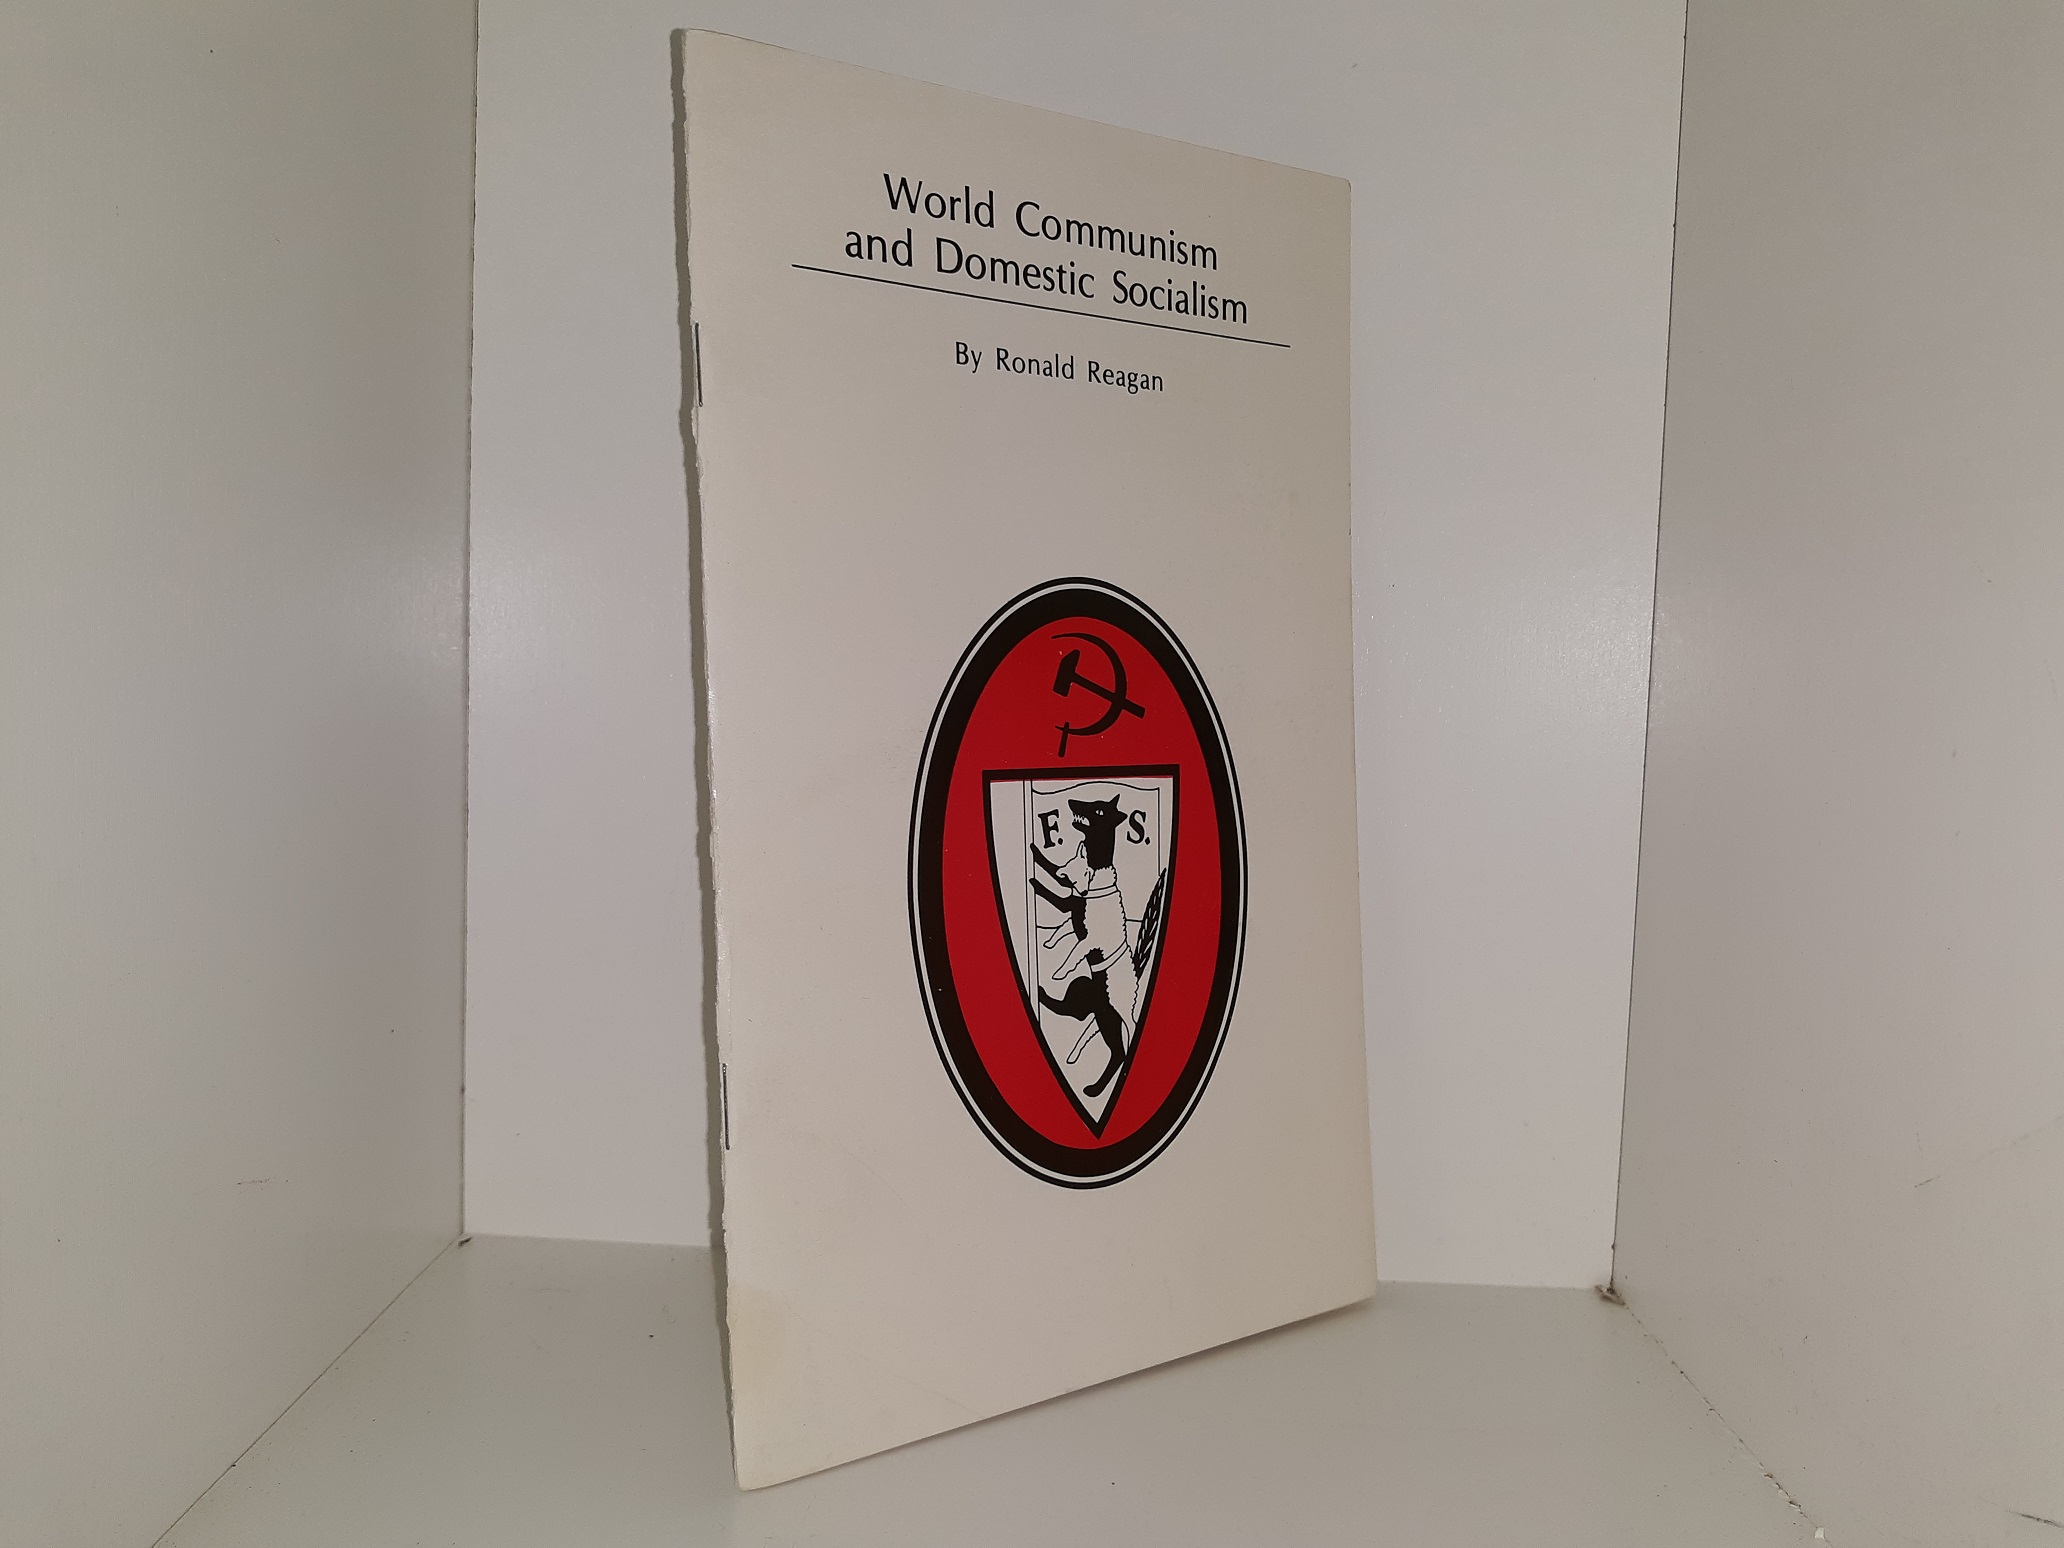 World Communism
and Domestic Socialism
By Ronald Reagan
F. S.